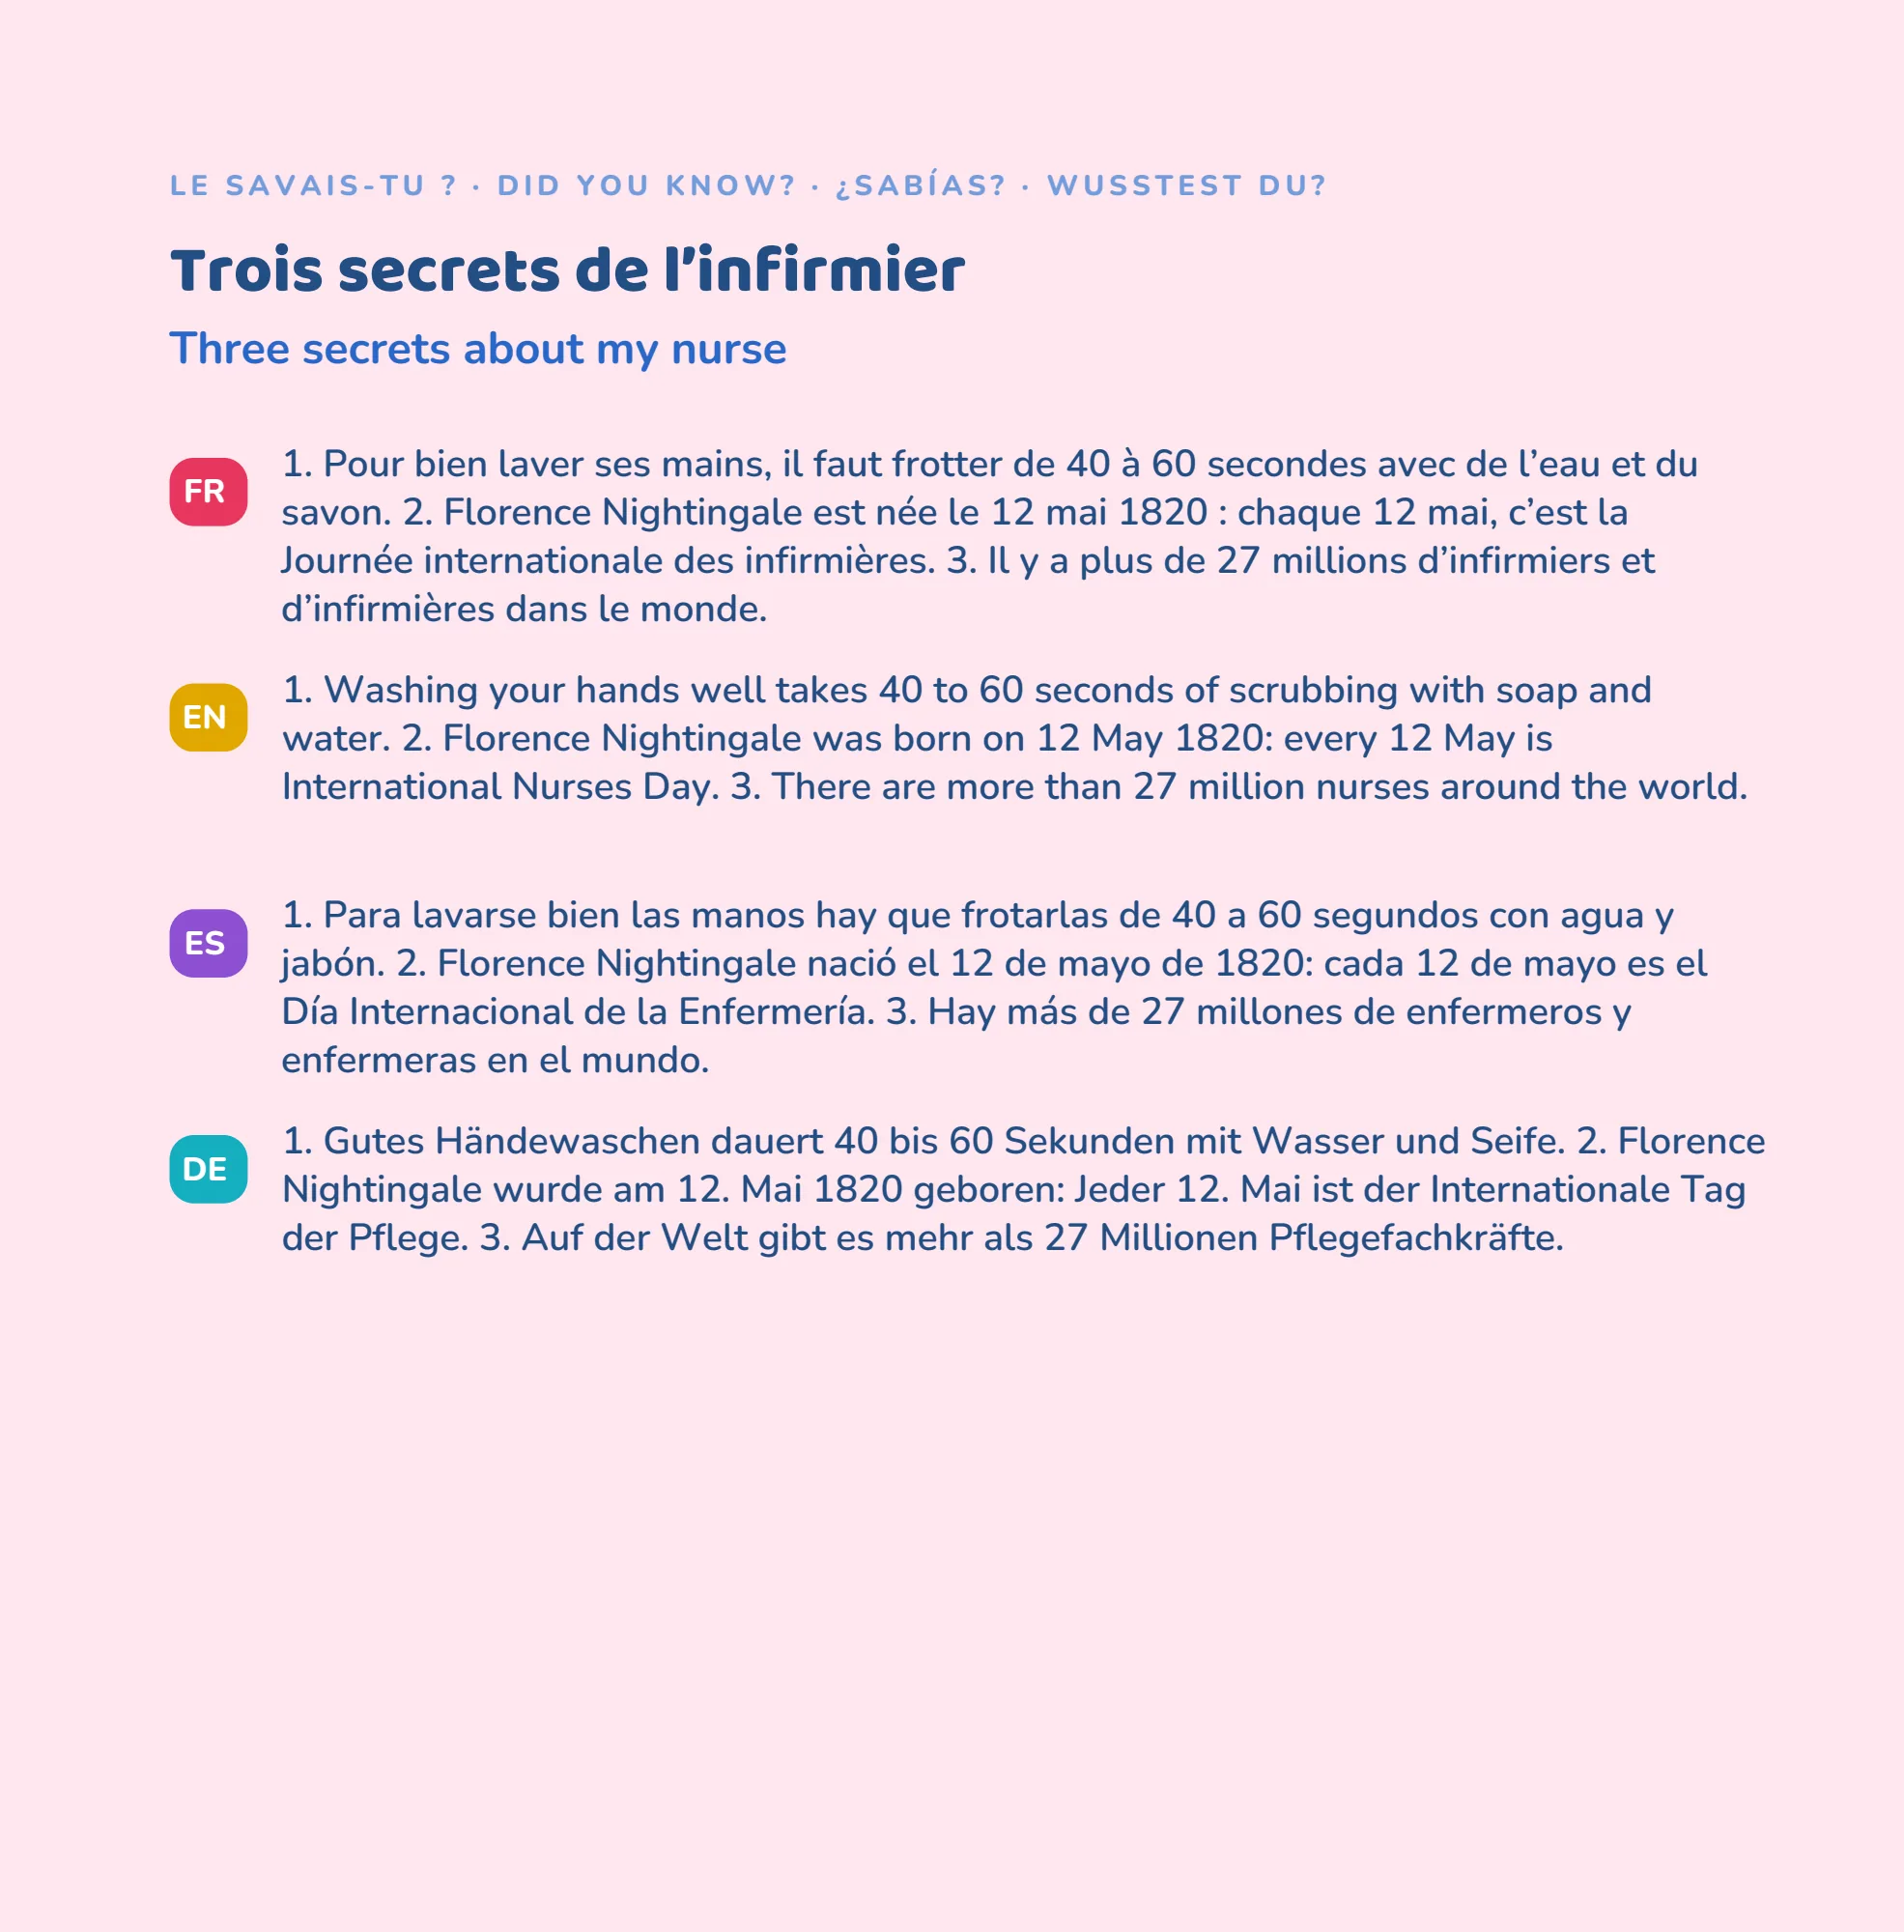 LE SAVAIS-TU ? · DID YOU KNOW? · ¿SABÍAS? · WUSSTEST DU?
Trois secrets de l’infirmier
Three secrets about my nurse
FR
1. Pour bien laver ses mains, il faut frotter de 40 à 60 secondes avec de l’eau et du
savon. 2. Florence Nightingale est née le 12 mai 1820 : chaque 12 mai, c’est la
Journée internationale des infirmières. 3. Il y a plus de 27 millions d’infirmiers et
d’infirmières dans le monde.
EN
1. Washing your hands well takes 40 to 60 seconds of scrubbing with soap and
water. 2. Florence Nightingale was born on 12 May 1820: every 12 May is
International Nurses Day. 3. There are more than 27 million nurses around the world.
ES
1. Para lavarse bien las manos hay que frotarlas de 40 a 60 segundos con agua y
jabón. 2. Florence Nightingale nació el 12 de mayo de 1820: cada 12 de mayo es el
Día Internacional de la Enfermería. 3. Hay más de 27 millones de enfermeros y
enfermeras en el mundo.
DE
1. Gutes Händewaschen dauert 40 bis 60 Sekunden mit Wasser und Seife. 2. Florence
Nightingale wurde am 12. Mai 1820 geboren: Jeder 12. Mai ist der Internationale Tag
der Pflege. 3. Auf der Welt gibt es mehr als 27 Millionen Pflegefachkräfte.